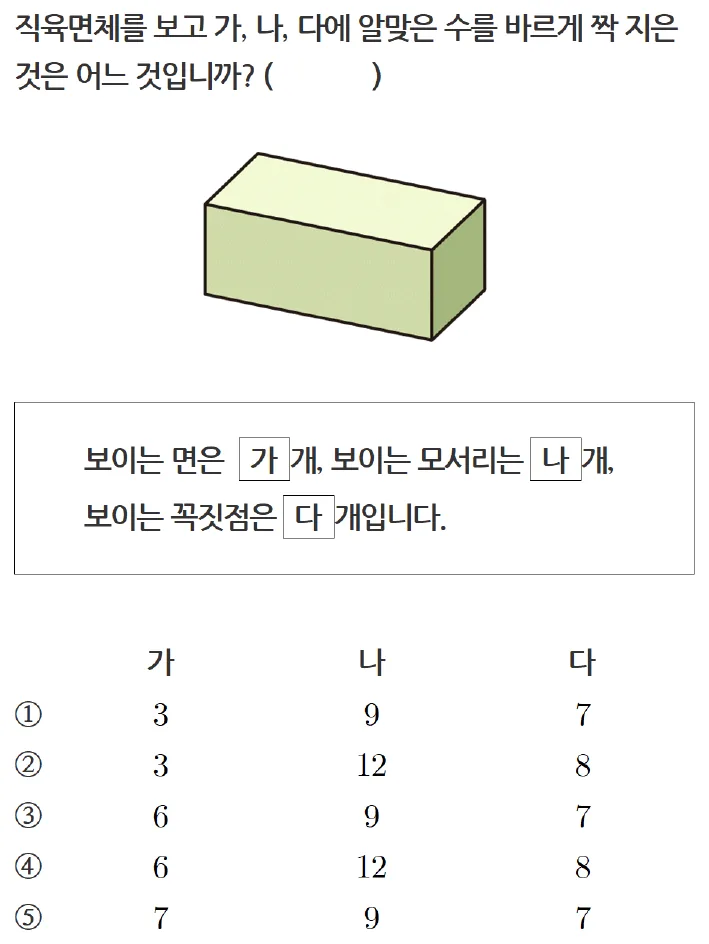 직육면체를 보고 가, 나, 다에 알맞은 수를 바르게 짝 지은
것은 어느 것입니까? ( )
보이는 면은 가 개, 보이는 모서리는 나 개,
보이는 꼭짓점은 다 개입니다.
가 나 다
① 3 9 7
② 3 12 8
③ 6 9 7
④ 6 12 8
⑤ 7 9 7